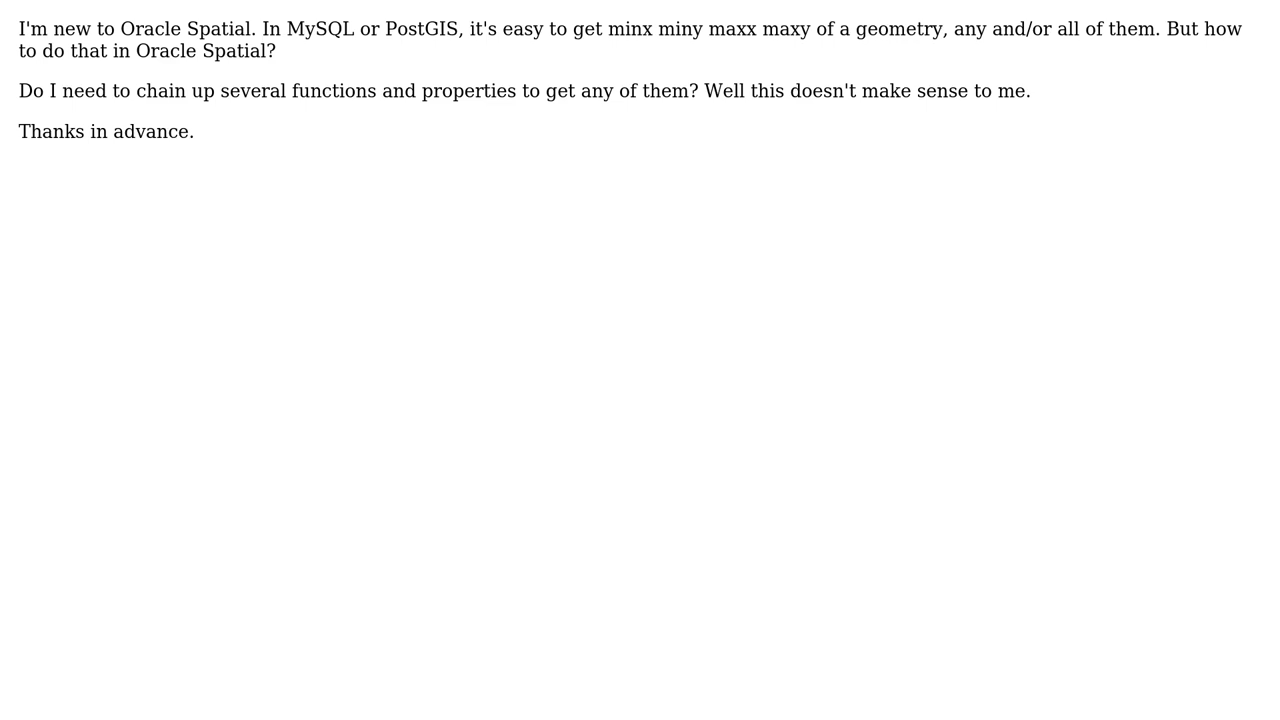 I'm new to Oracle Spatial. In MySQL or PostGIS, it's easy to get minx miny maxx maxy of a geometry, any and/or all of them. But how
to do that in Oracle Spatial?
Do I need to chain up several functions and properties to get any of them? Well this doesn't make sense to me.
Thanks in advance.